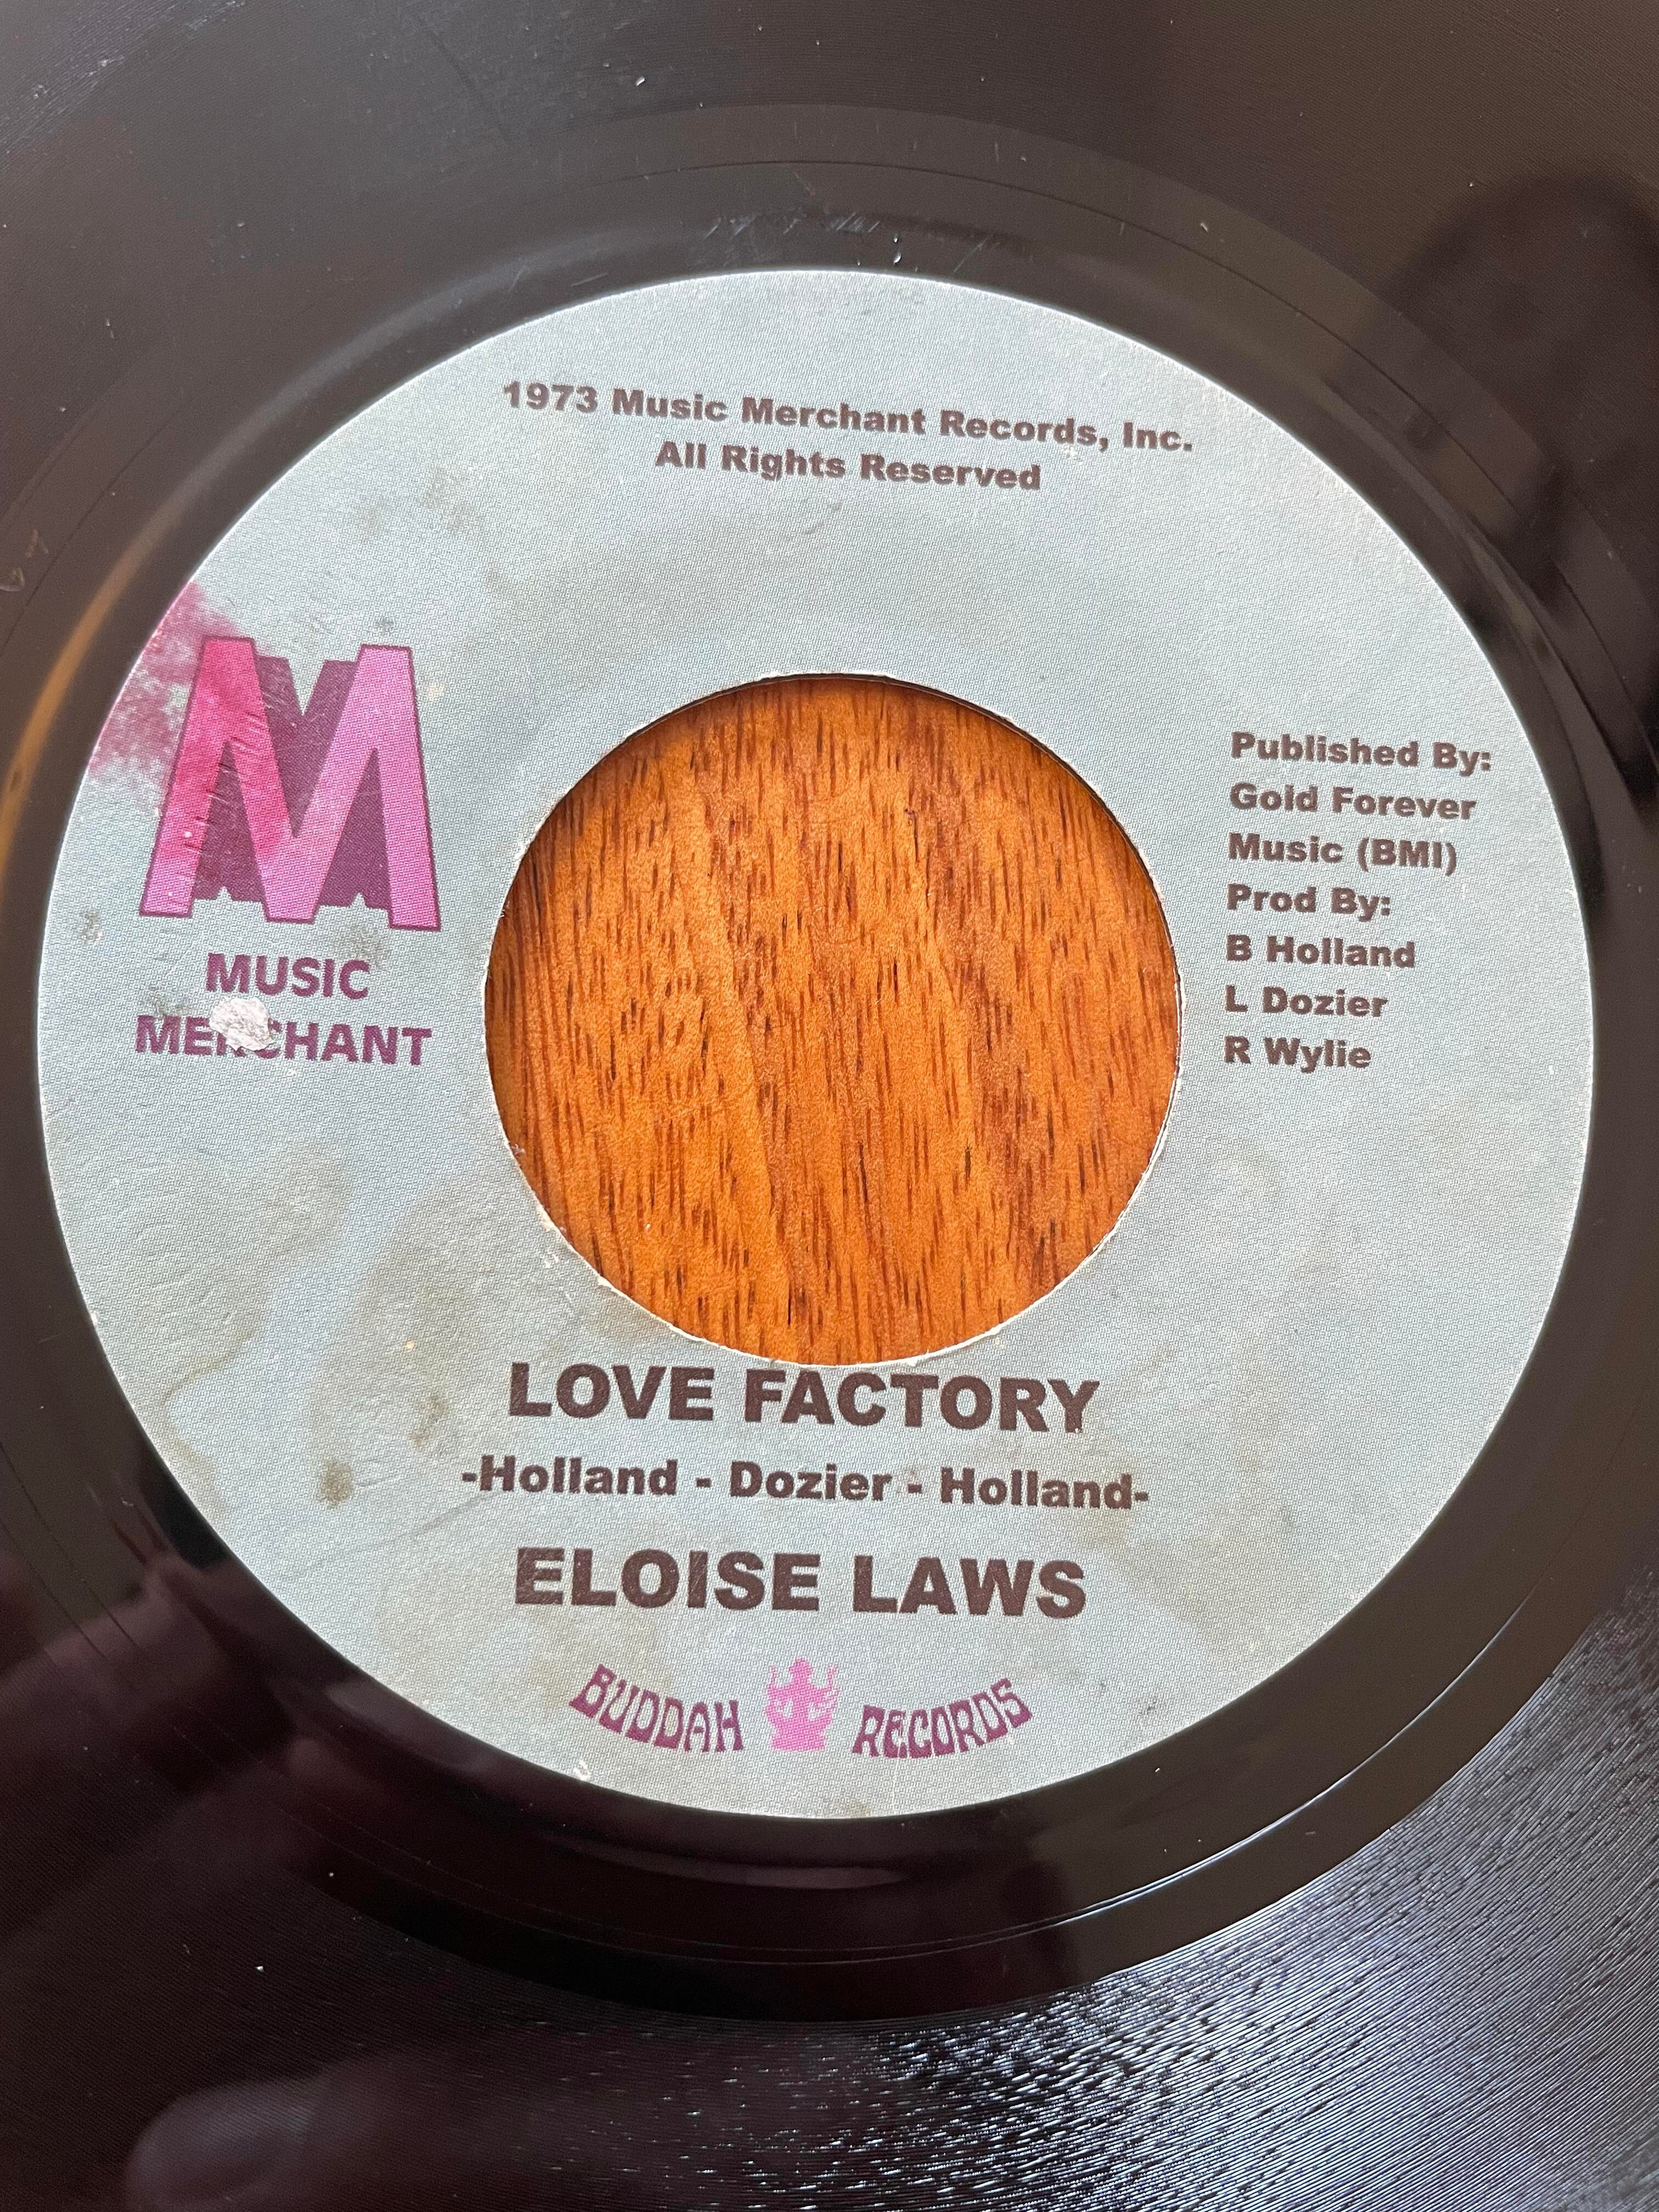 1973 Music Merchant Records, Inc.
All Rights Reserved
M
MUSIC
MERCHANT
Published By:
Gold Forever
Music (BMI)
Prod By:
B Holland
L Dozier
R Wylie
LOVE FACTORY
-Holland - Dozier - Holland-
ELOISE LAWS
BUDDAH RECORDS